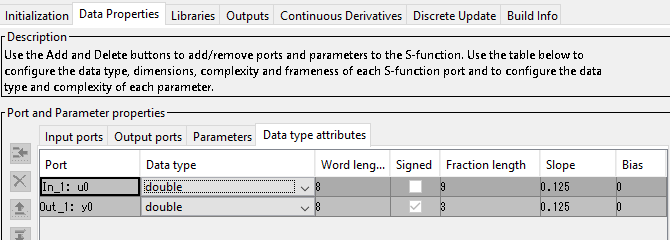 Initialization Data Properties Libraries Outputs Continuous Derivatives Discrete Update Build Info
Description
Use the Add and Delete buttons to add/remove ports and parameters to the S-function. Use the table below to
configure the data type, dimensions, complexity and frameness of each S-function port and to configure the data
type and complexity of each parameter.
Port and Parameter properties
Input ports Output ports Parameters Data type attributes
Port Data type Word leng... Signed Fraction length Slope Bias
In_1: u0 double 8 9 0.125 0
Out_1: y0 double 8 3 0.125 0